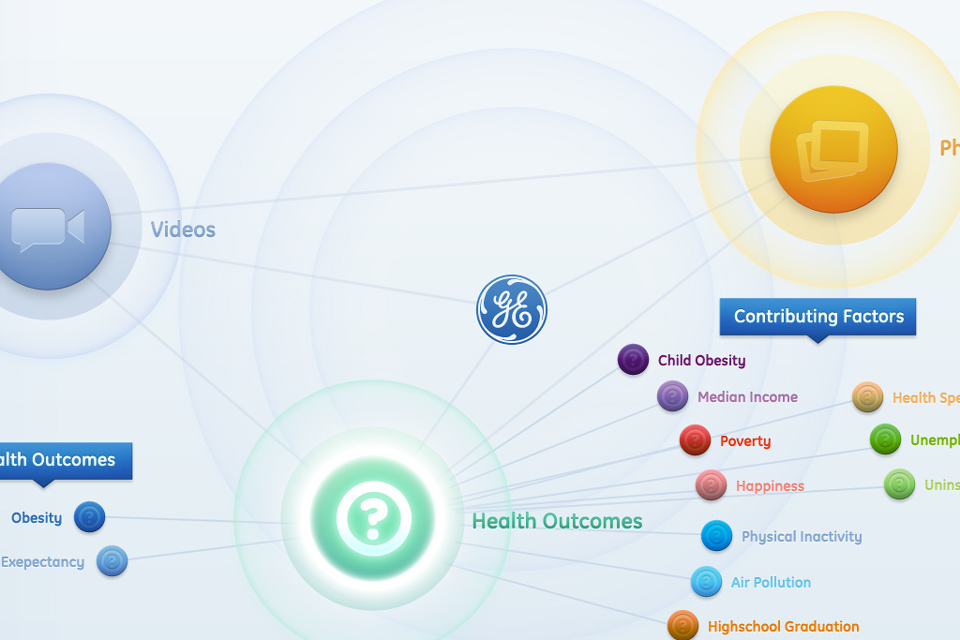 Ph
Videos
GE
Contributing Factors
Child Obesity
Median Income
Health Spe
Poverty
Unempl
alth Outcomes
Happiness
Unins
Obesity
Health Outcomes
Physical Inactivity
Exepectancy
Air Pollution
Highschool Graduation